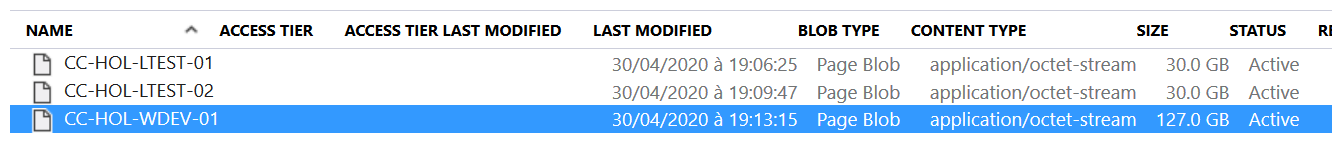 NAME ACCESS TIER ACCESS TIER LAST MODIFIED LAST MODIFIED BLOB TYPE CONTENT TYPE SIZE STATUS RE
CC-HOL-LTEST-01 30/04/2020 à 19:06:25 Page Blob application/octet-stream 30.0 GB Active
CC-HOL-LTEST-02 30/04/2020 à 19:09:47 Page Blob application/octet-stream 30.0 GB Active
CC-HOL-WDEV-01 30/04/2020 à 19:13:15 Page Blob application/octet-stream 127.0 GB Active